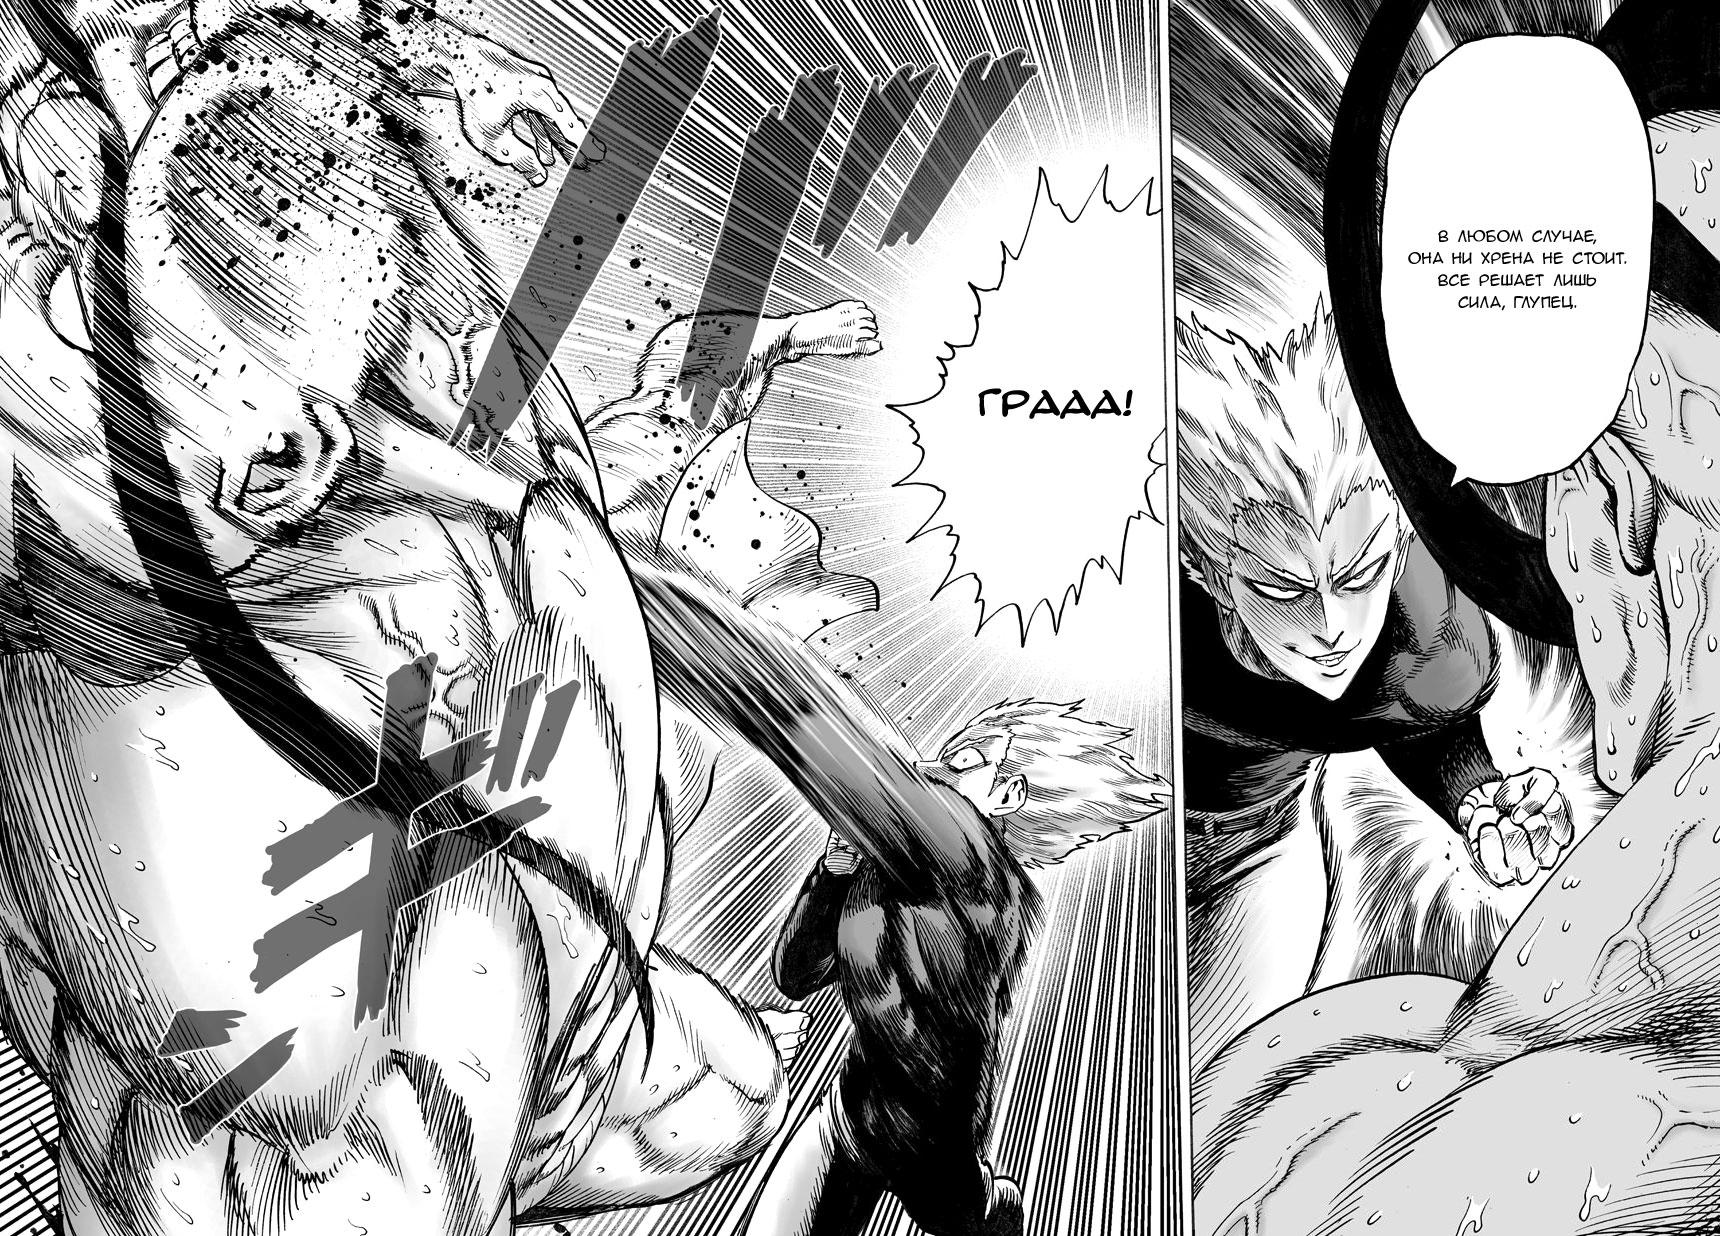 В ЛЮБОМ СЛУЧАЕ,
ОНА НИ ХРЕНА НЕ СТОИТ.
ВСЕ РЕШАЕТ ЛИШЬ
СИЛА, ГЛУПЕЦ.
ГРААА!